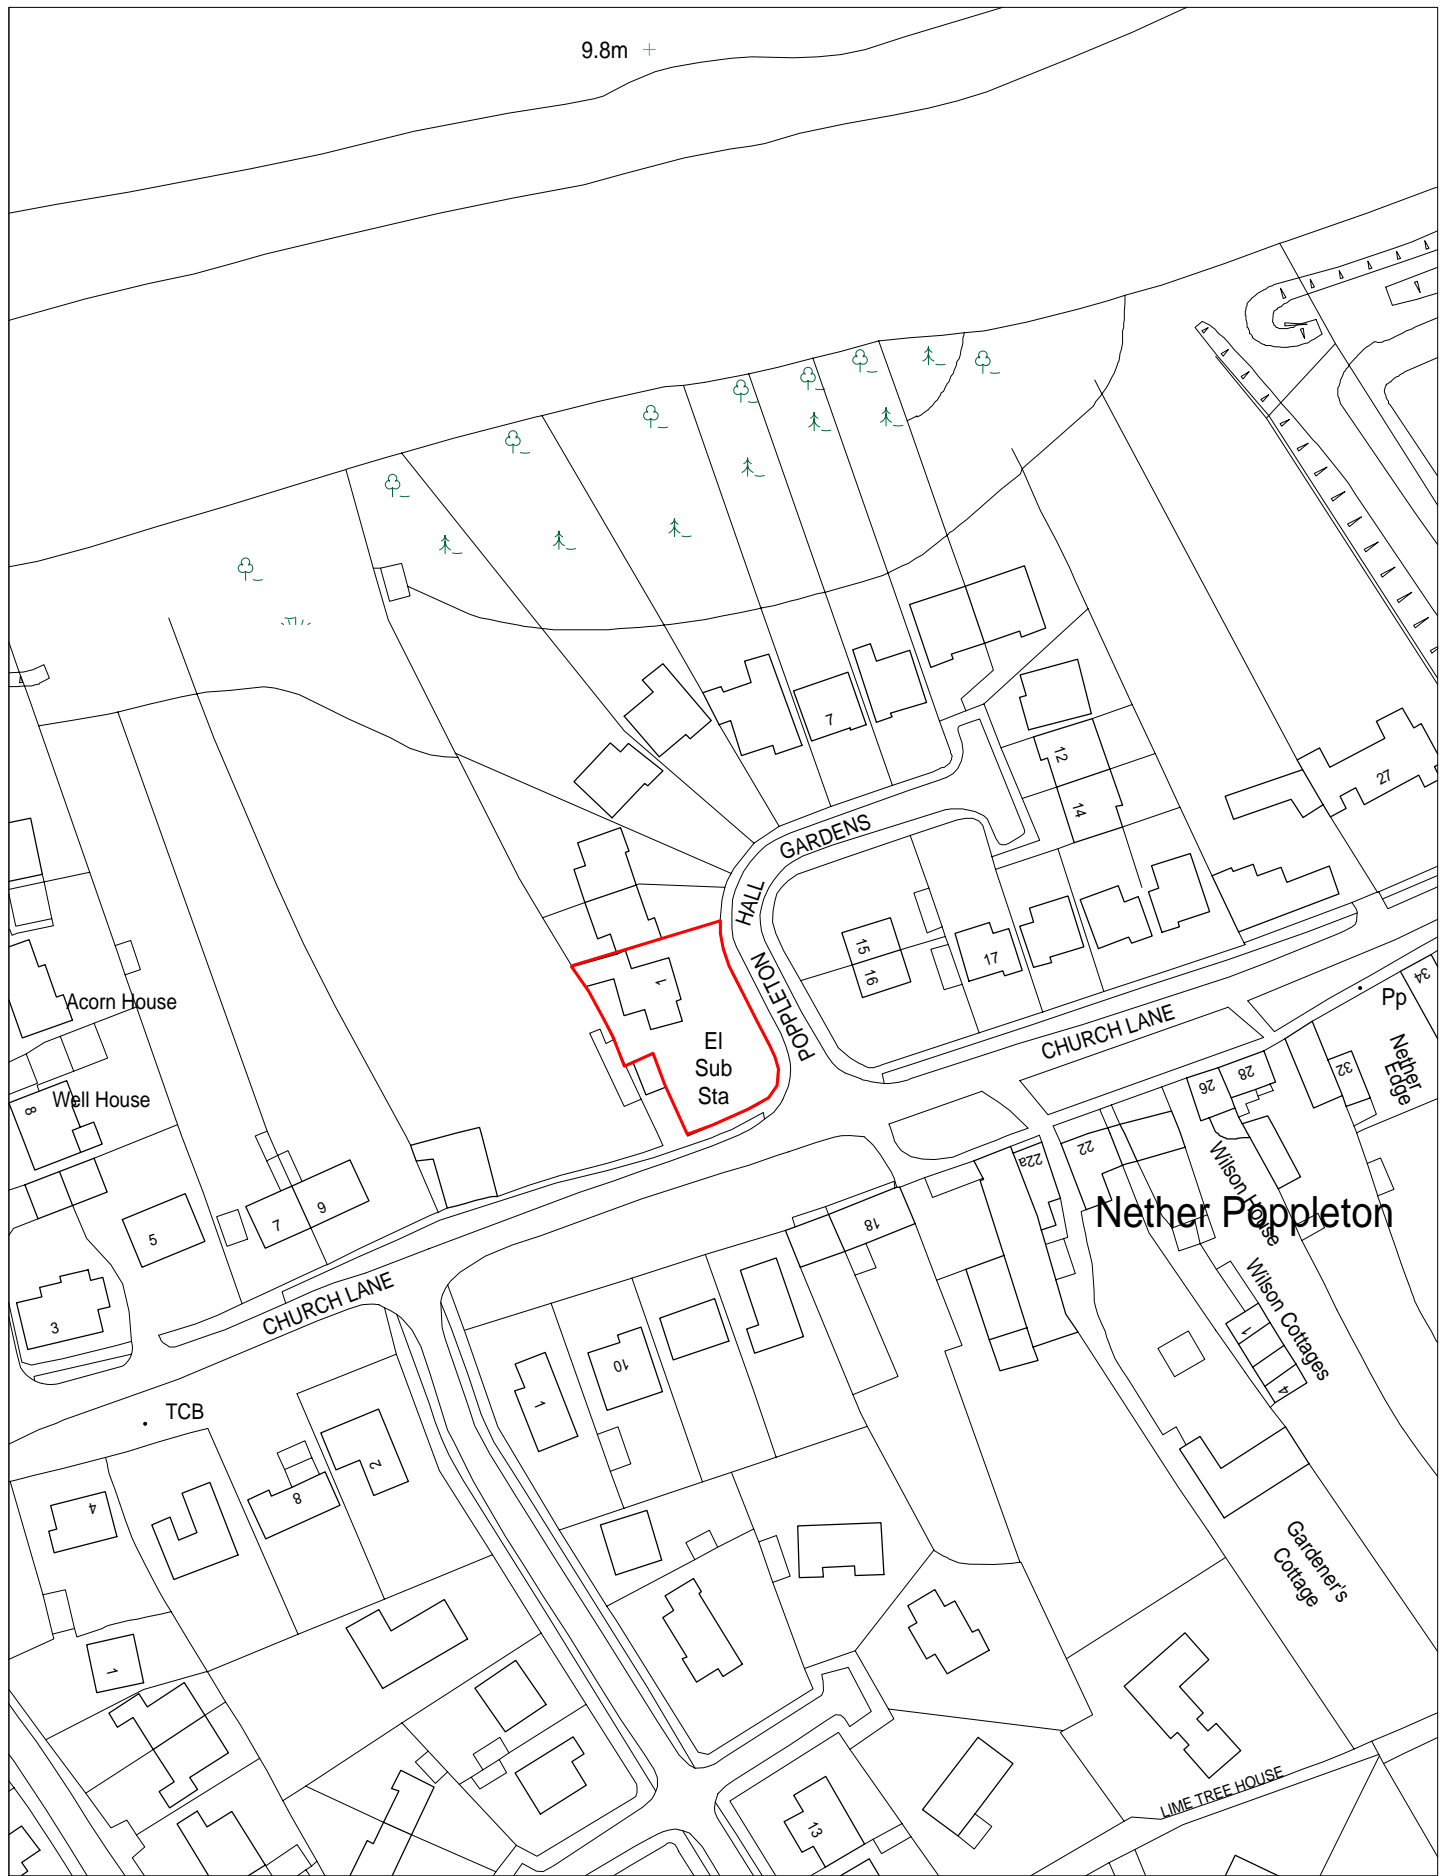 9.8m
7
12
14
27
GARDENS
HALL
POPPLETON
15
16
17
1
El
Sub
Sta
Acorn House
Well House
8
CHURCH LANE
34
Pp
Nether
Edge
32
28
26
22
22a
Wilson House
Nether Poppleton
18
9
7
5
3
CHURCH LANE
Wilson Cottages
1
4
10
1
TCB
2
8
4
Gardener's
Cottage
1
LIME TREE HOUSE
13